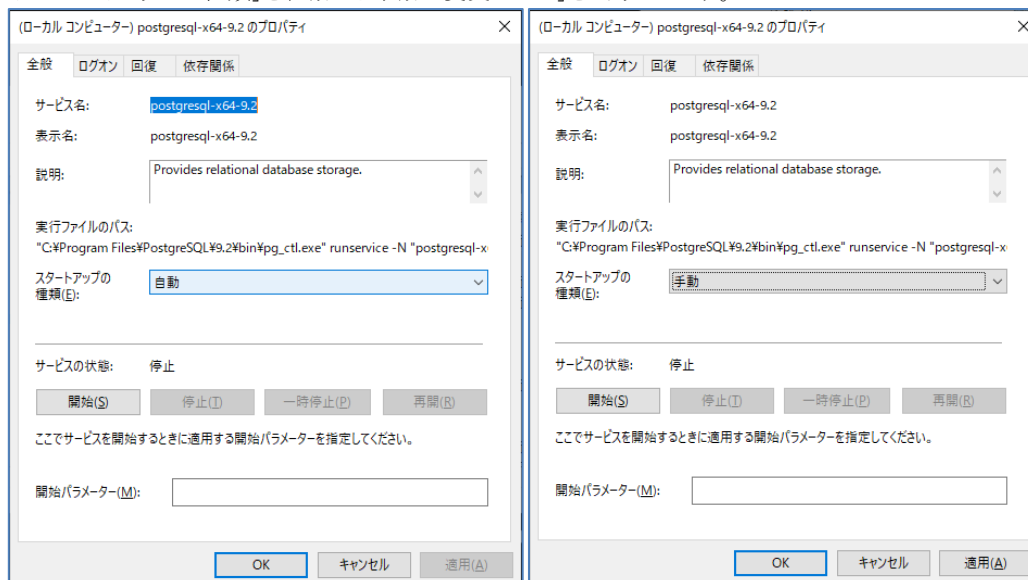 (ローカル コンピューター) postgresql-x64-9.2 のプロパティ
全般 ログオン 回復 依存関係
サービス名: postgresql-x64-9.2
表示名: postgresql-x64-9.2
説明: Provides relational database storage.
実行ファイルのパス:
"C:¥Program Files¥PostgreSQL¥9.2¥bin¥pg_ctl.exe" runservice -N "postgresql-x
スタートアップの
種類(E): 自動
サービスの状態: 停止
開始(S) 停止(T) 一時停止(P) 再開(R)
ここでサービスを開始するときに適用する開始パラメーターを指定してください。
開始パラメーター(M):
OK キャンセル 適用(A)
(ローカル コンピューター) postgresql-x64-9.2 のプロパティ
全般 ログオン 回復 依存関係
サービス名: postgresql-x64-9.2
表示名: postgresql-x64-9.2
説明: Provides relational database storage.
実行ファイルのパス:
"C:¥Program Files¥PostgreSQL¥9.2¥bin¥pg_ctl.exe" runservice -N "postgresql-x
スタートアップの
種類(E): 手動
サービスの状態: 停止
開始(S) 停止(T) 一時停止(P) 再開(R)
ここでサービスを開始するときに適用する開始パラメーターを指定してください。
開始パラメーター(M):
OK キャンセル 適用(A)